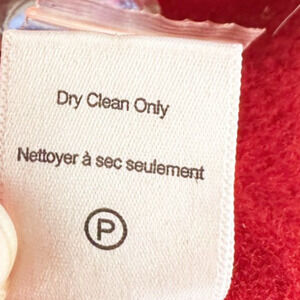 Dry Clean Only
Nettoyer à sec seulement
P